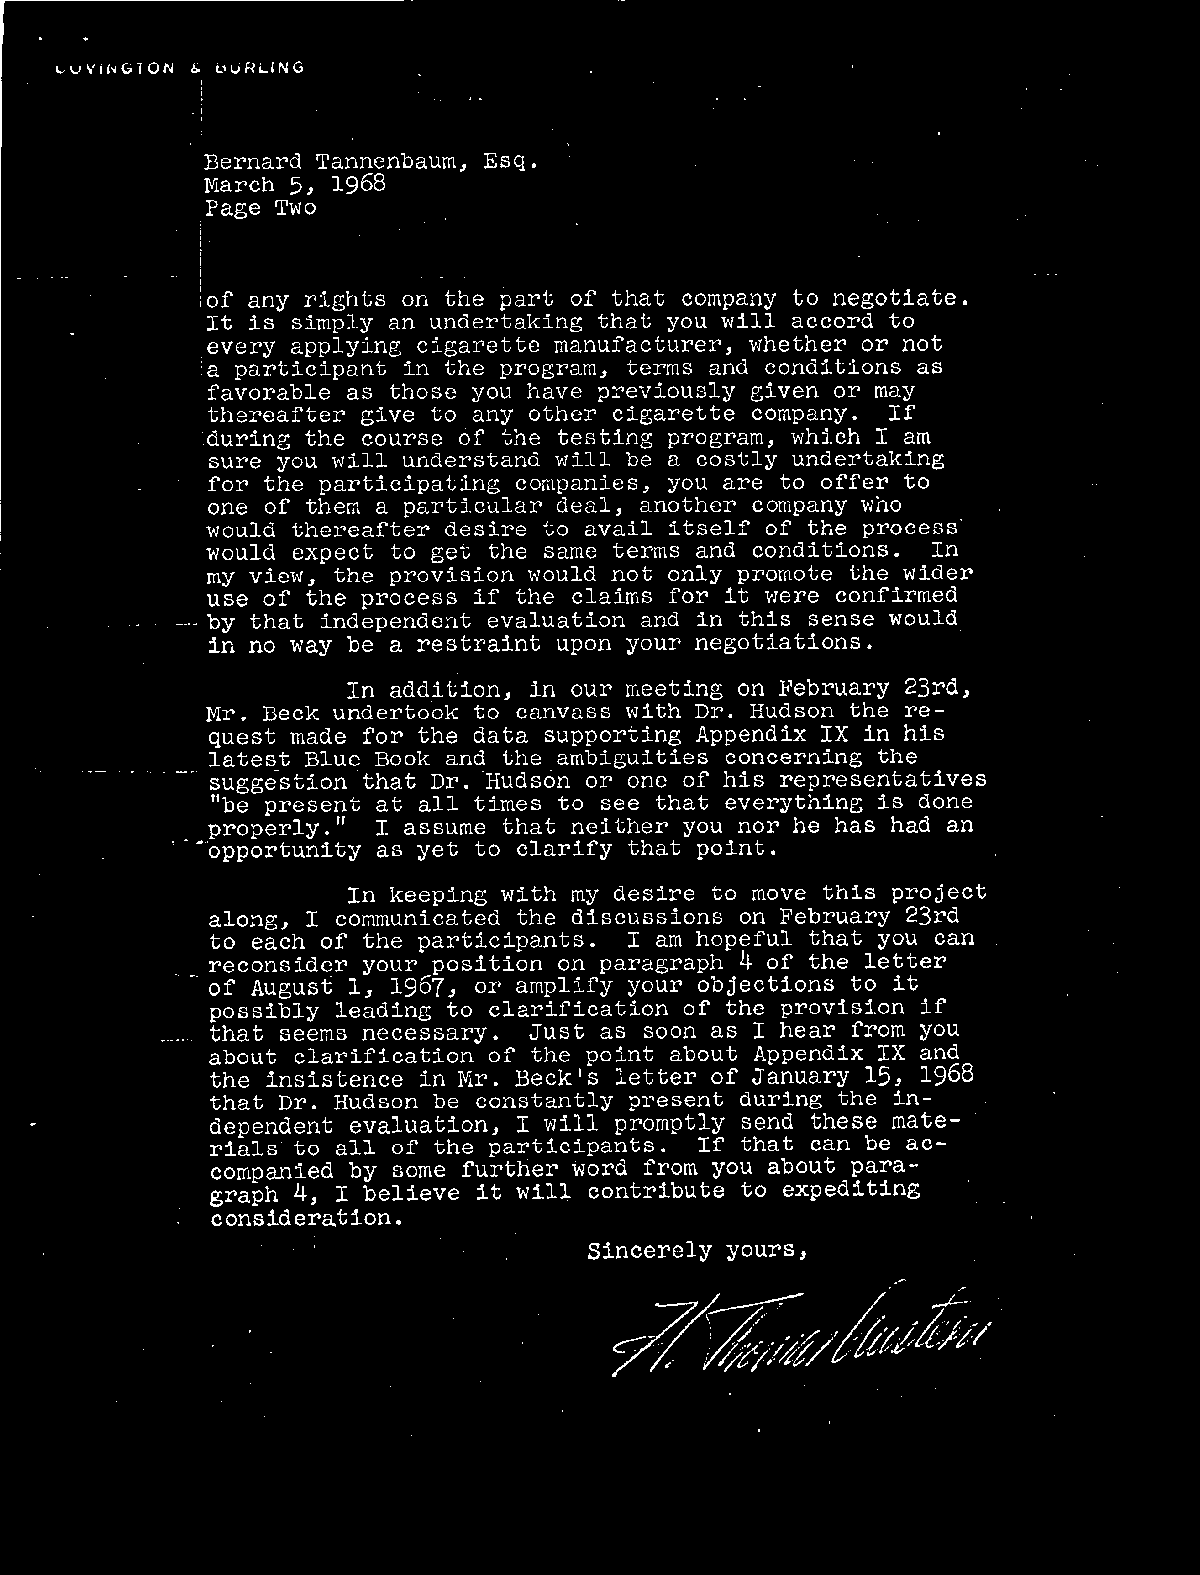 COVINGTON & BURLING
Bernard Tannenbaum, Esq.
March 5, 1968
Page Two
of any rights on the part of that company to negotiate.
It is simply an undertaking that you will accord to
every applying cigarette manufacturer, whether or not
a participant in the program, terms and conditions as
favorable as those you have previously given or may
thereafter give to any other cigarette company. If
during the course of the testing program, which I am
sure you will understand will be a costly undertaking
for the participating companies, you are to offer to
one of them a particular deal, another company who
would thereafter desire to avail itself of the process
would expect to get the same terms and conditions. In
my view, the provision would not only promote the wider
use of the process if the claims for it were confirmed
by that independent evaluation and in this sense would
in no way be a restraint upon your negotiations.
In addition, in our meeting on February 23rd,
Mr. Beck undertook to canvass with Dr. Hudson the re-
quest made for the data supporting Appendix IX in his
latest Blue Book and the ambiguities concerning the
suggestion that Dr. Hudson or one of his representatives
"be present at all times to see that everything is done
properly." I assume that neither you nor he has had an
opportunity as yet to clarify that point.
In keeping with my desire to move this project
along, I communicated the discussions on February 23rd
to each of the participants. I am hopeful that you can
reconsider your position on paragraph 4 of the letter
of August 1, 1967, or amplify your objections to it
possibly leading to clarification of the provision if
that seems necessary. Just as soon as I hear from you
about clarification of the point about Appendix IX and
the insistence in Mr. Beck's letter of January 15, 1968
that Dr. Hudson be constantly present during the in-
dependent evaluation, I will promptly send these mate-
rials to all of the participants. If that can be ac-
companied by some further word from you about para-
graph 4, I believe it will contribute to expediting
consideration.
Sincerely yours,
H. Thomas Austern